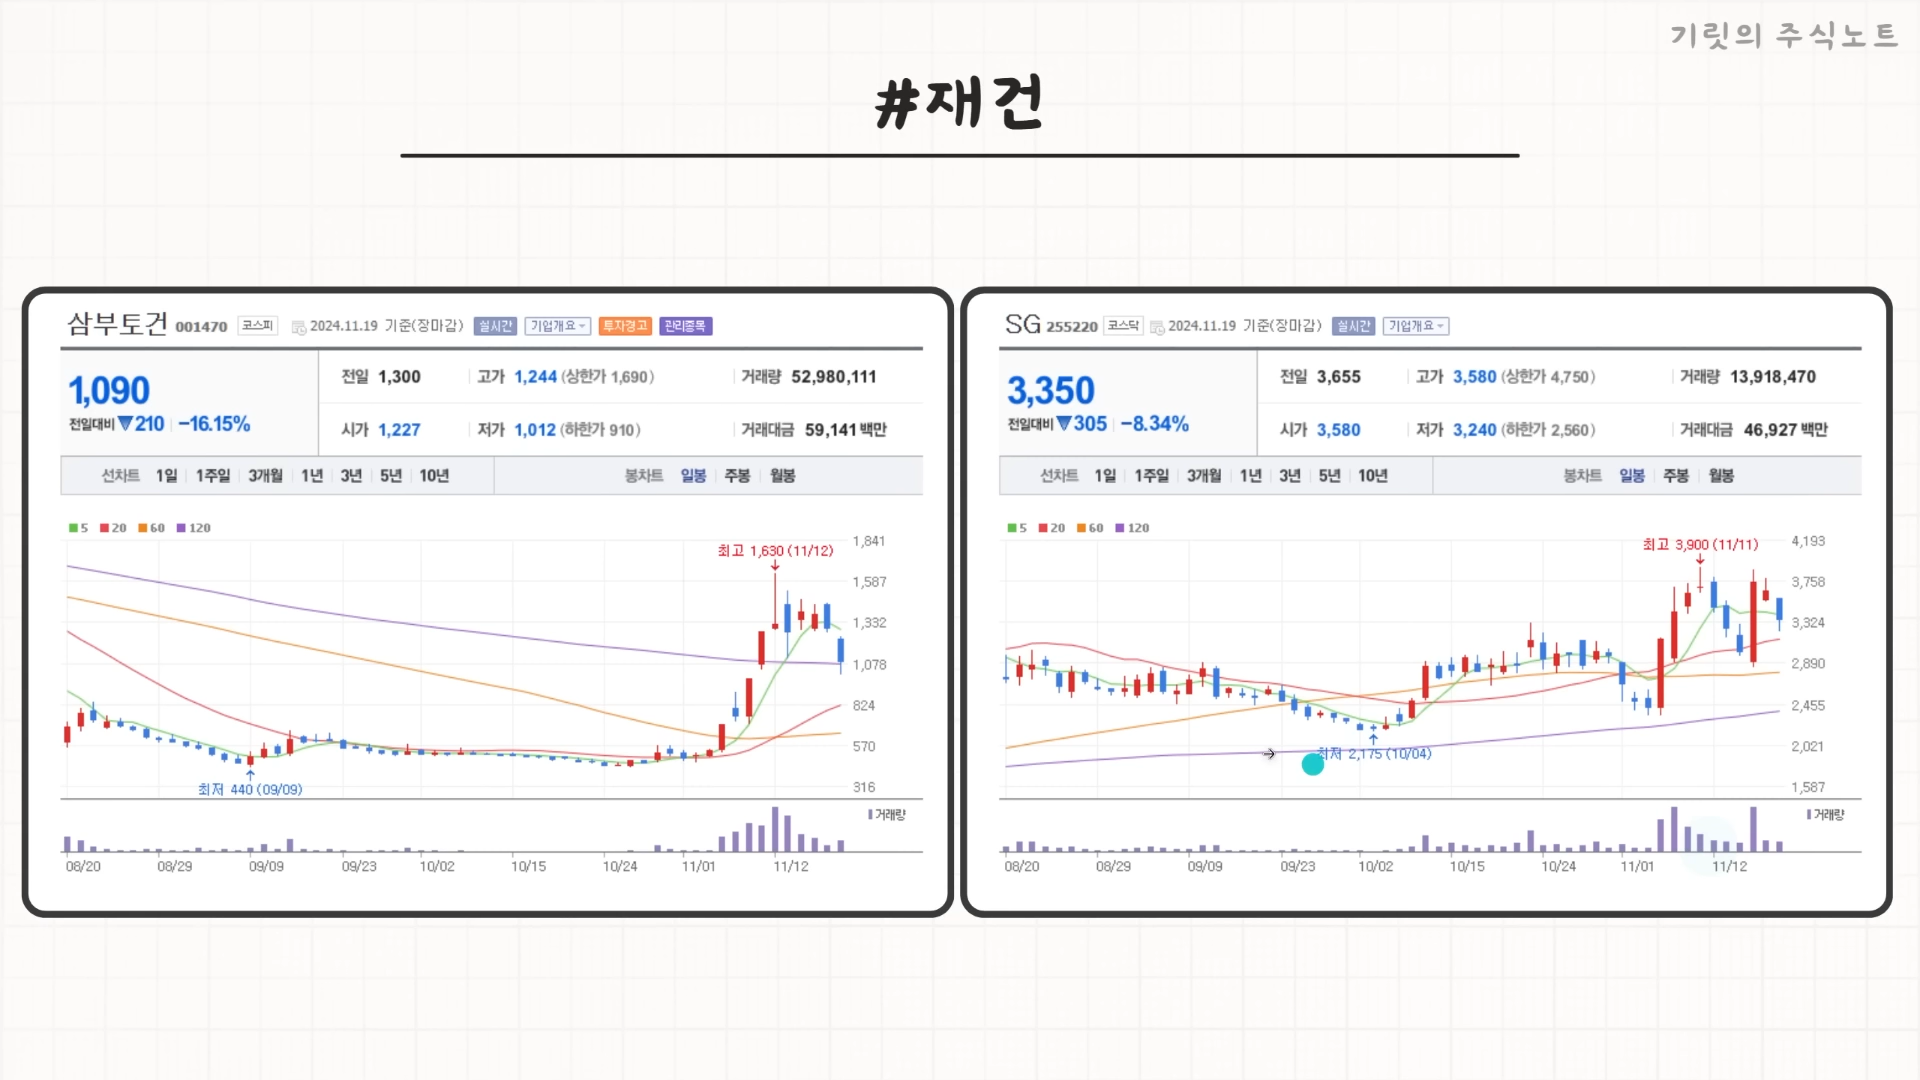 기릿의 주식노트
#재건
삼부토건 001470 코스피 2024.11.19 기준(장마감) 실시간 기업개요 투자경고 관리종목
1,090
전일대비 ▼210 | -16.15%
전일 1,300 고가 1,244 (상한가 1,690) 거래량 52,980,111
시가 1,227 저가 1,012 (하한가 910) 거래대금 59,141 백만
선차트 1일 1주일 3개월 1년 3년 5년 10년 봉차트 일봉 주봉 월봉
5 20 60 120
최고 1,630 (11/12)
1,841
1,587
1,332
1,078
824
570
316
최저 440 (09/09)
거래량
08/20 08/29 09/09 09/23 10/02 10/15 10/24 11/01 11/12
SG 255220 코스닥 2024.11.19 기준(장마감) 실시간 기업개요
3,350
전일대비 ▼305 | -8.34%
전일 3,655 고가 3,580 (상한가 4,750) 거래량 13,918,470
시가 3,580 저가 3,240 (하한가 2,560) 거래대금 46,927 백만
선차트 1일 1주일 3개월 1년 3년 5년 10년 봉차트 일봉 주봉 월봉
5 20 60 120
최고 3,900 (11/11)
4,193
3,758
3,324
2,890
2,455
2,021
1,587
최저 2,175 (10/04)
거래량
08/20 08/29 09/09 09/23 10/02 10/15 10/24 11/01 11/12